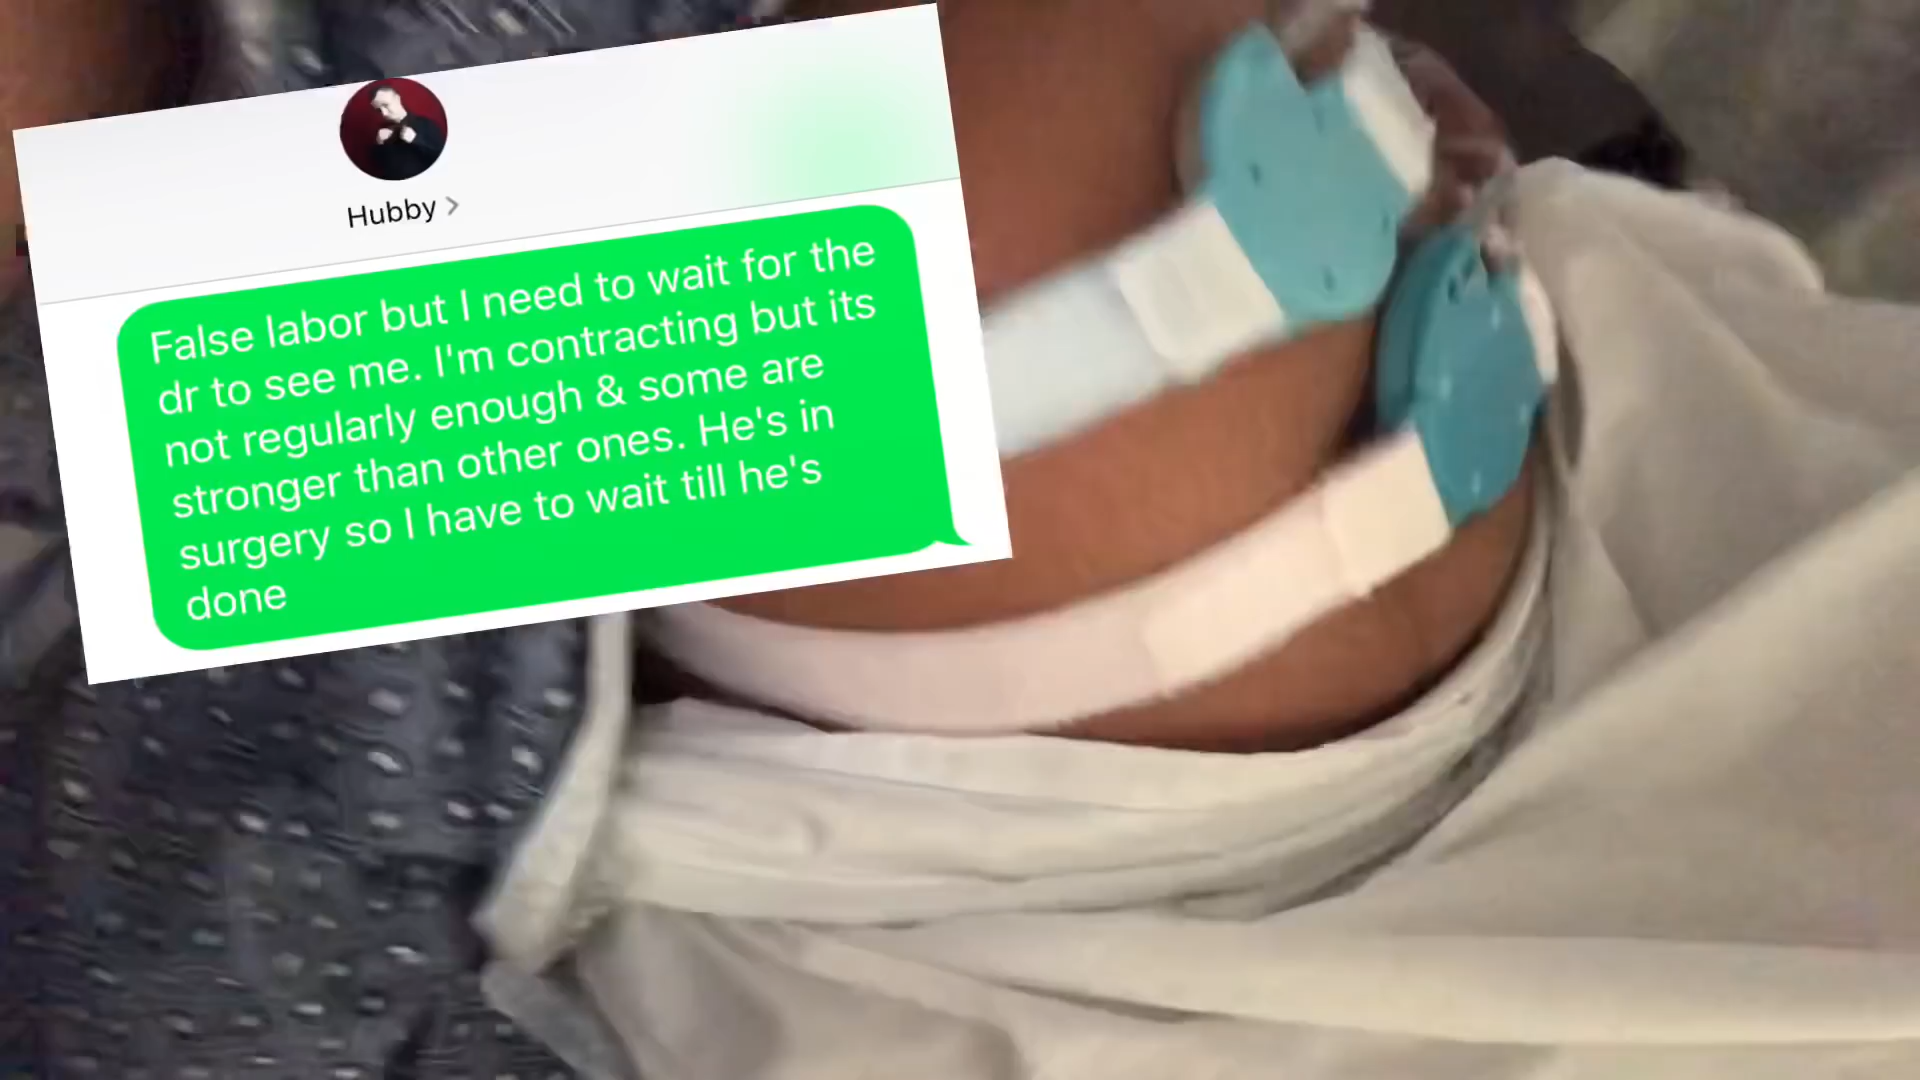 Hubby
False labor but I need to wait for the
dr to see me. I'm contracting but its
not regularly enough & some are
stronger than other ones. He's in
surgery so I have to wait till he's
done